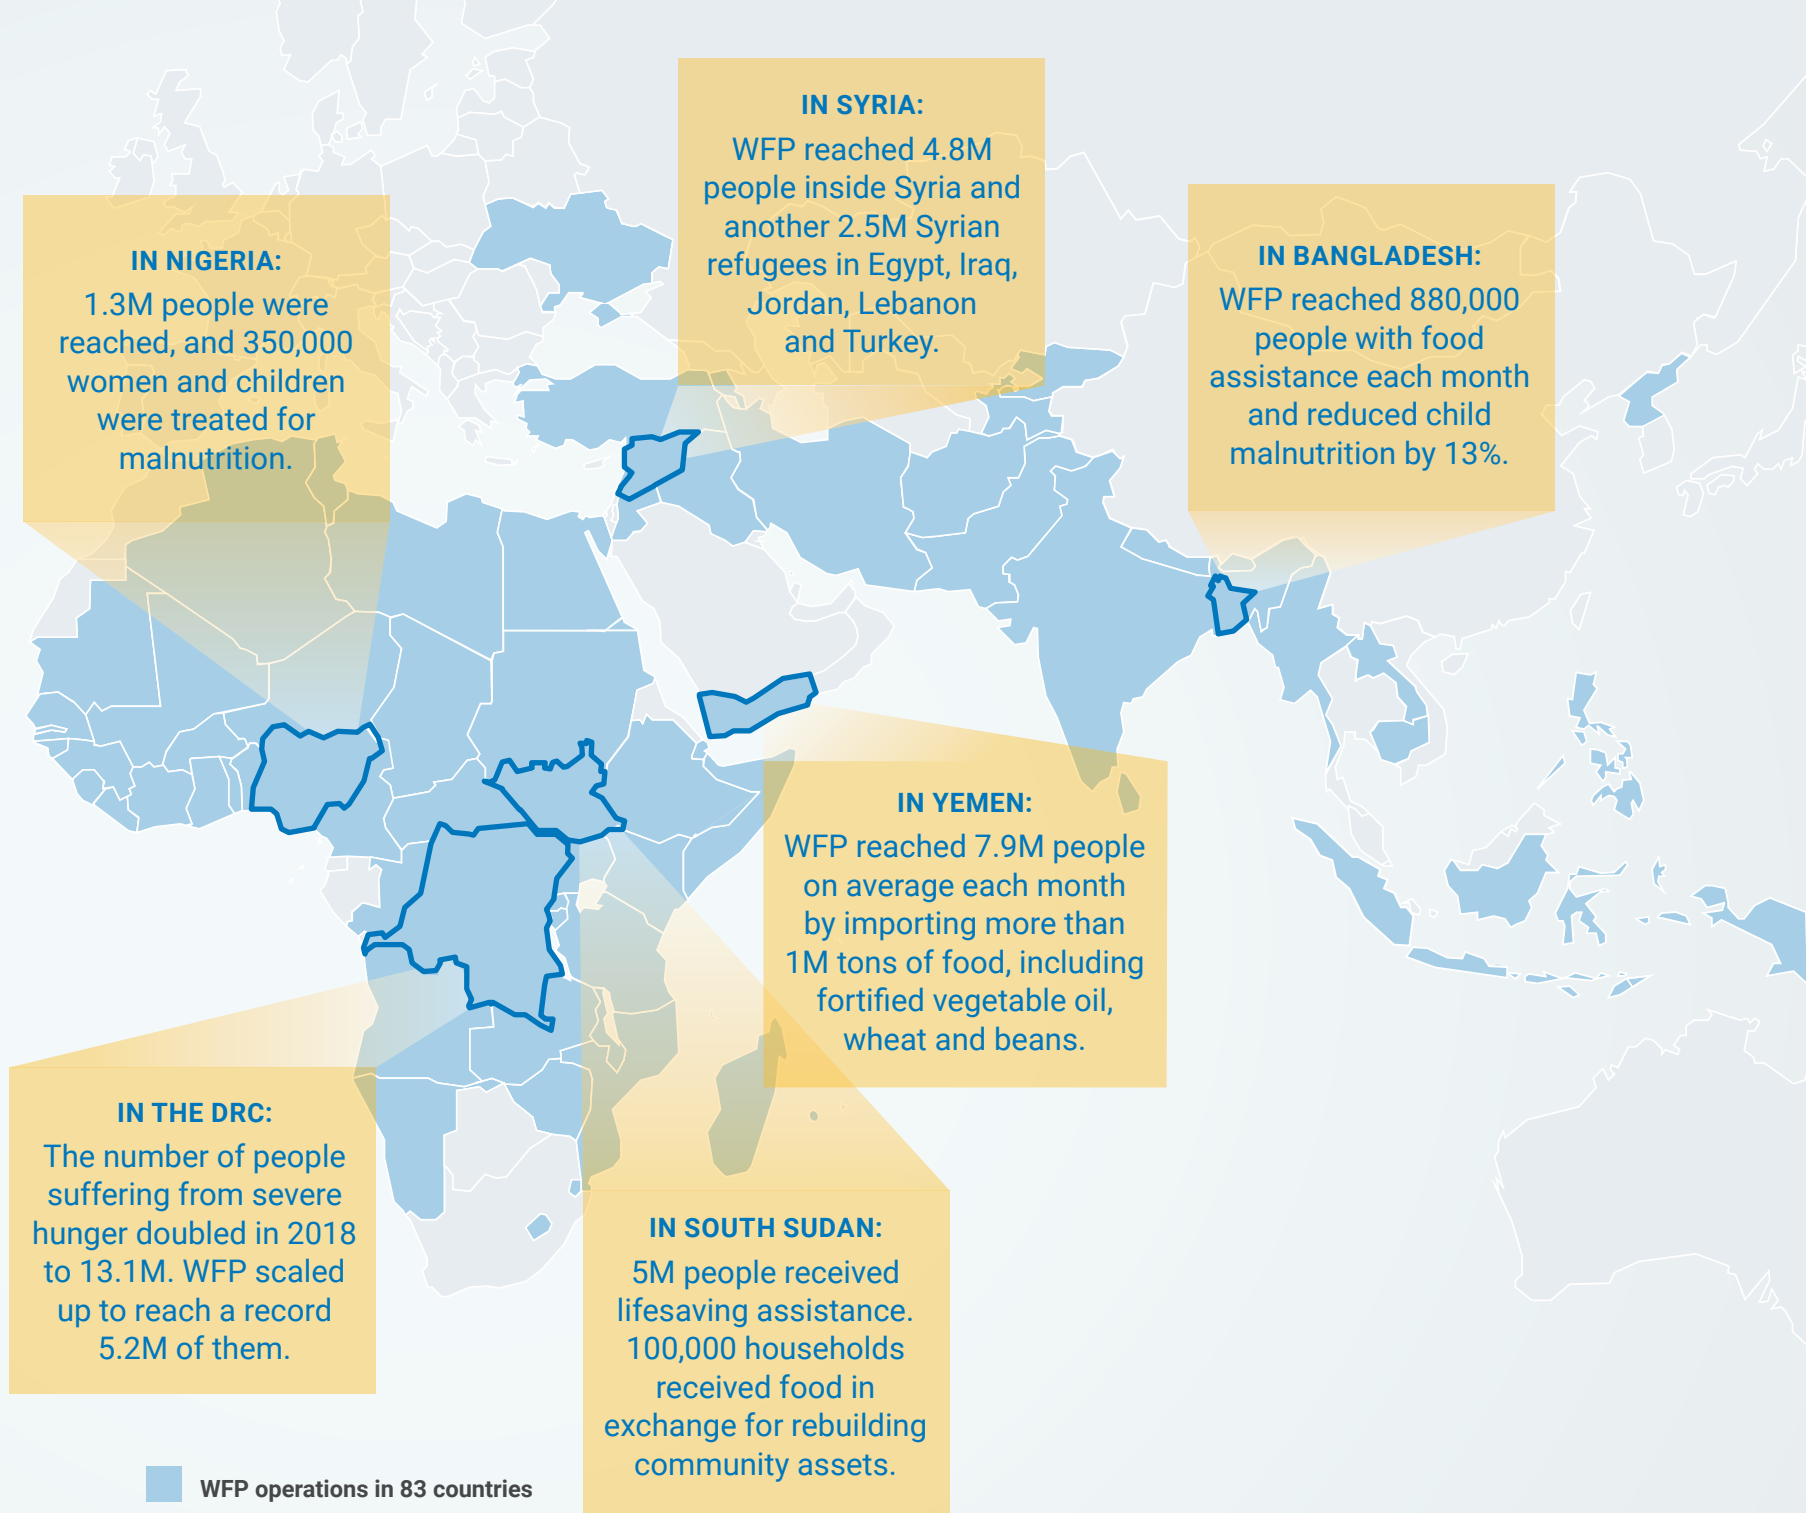 IN SYRIA:
WFP reached 4.8M
people inside Syria and
another 2.5M Syrian
refugees in Egypt, Iraq,
Jordan, Lebanon
and Turkey.
IN NIGERIA:
1.3M people were
reached, and 350,000
women and children
were treated for
malnutrition.
IN BANGLADESH:
WFP reached 880,000
people with food
assistance each month
and reduced child
malnutrition by 13%.
IN YEMEN:
WFP reached 7.9M people
on average each month
by importing more than
1M tons of food, including
fortified vegetable oil,
wheat and beans.
IN THE DRC:
The number of people
suffering from severe
hunger doubled in 2018
to 13.1M. WFP scaled
up to reach a record
5.2M of them.
IN SOUTH SUDAN:
5M people received
lifesaving assistance.
100,000 households
received food in
exchange for rebuilding
community assets.
WFP operations in 83 countries